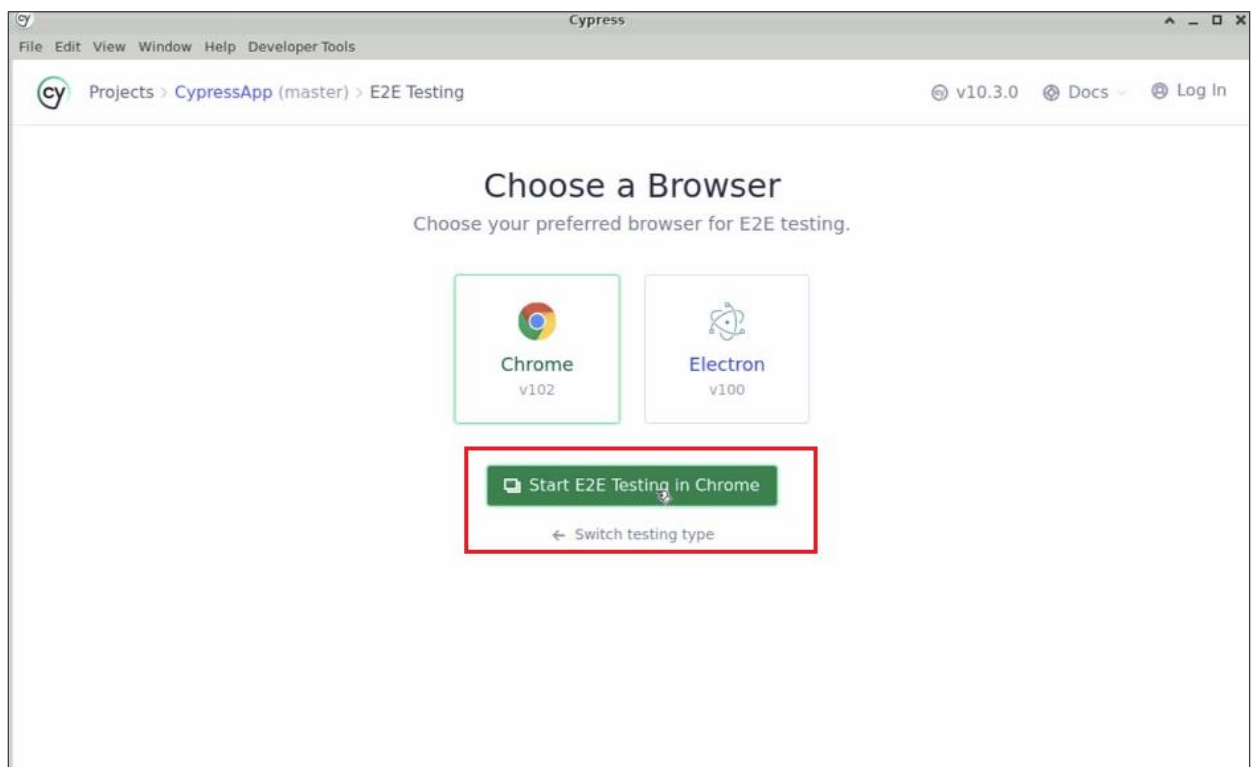 cy Cypress
File Edit View Window Help Developer Tools
cy Projects > CypressApp (master) > E2E Testing v10.3.0 Docs Log In
Choose a Browser
Choose your preferred browser for E2E testing.
Chrome Electron
v102 v100
Start E2E Testing in Chrome
← Switch testing type